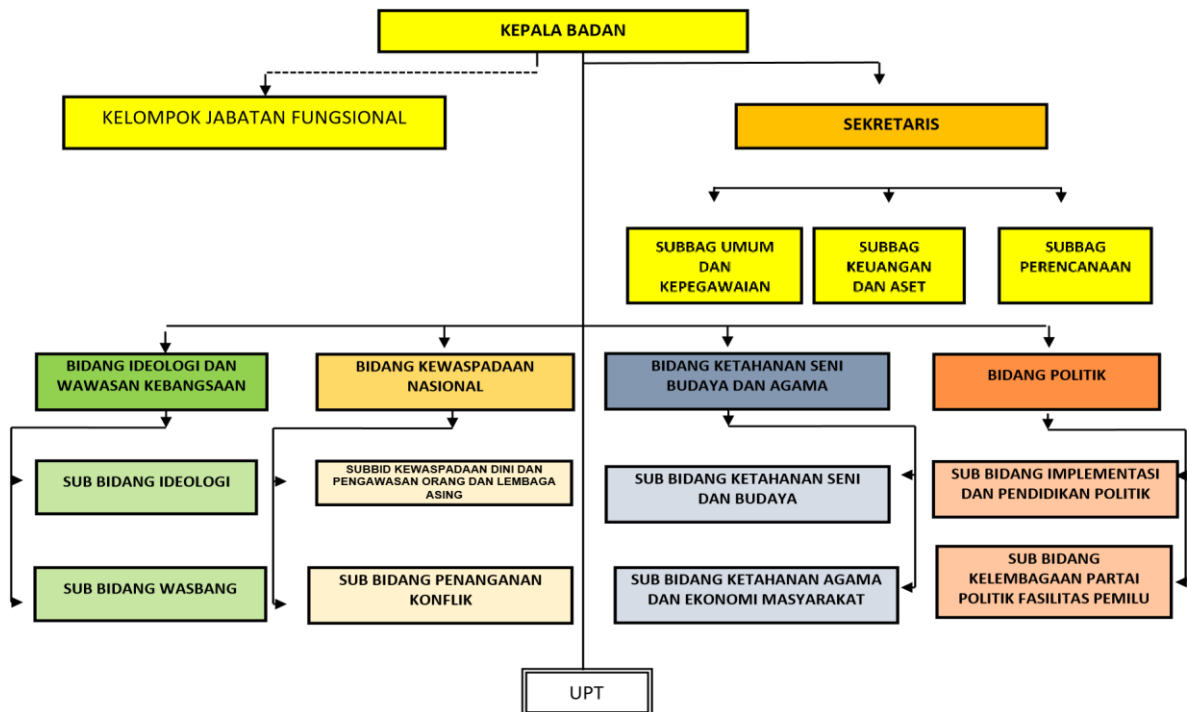 KEPALA BADAN
KELOMPOK JABATAN FUNGSIONAL
SEKRETARIS
SUBBAG UMUM
DAN
KEPEGAWAIAN
SUBBAG
KEUANGAN
DAN ASET
SUBBAG
PERENCANAAN
BIDANG IDEOLOGI DAN
WAWASAN KEBANGSAAN
BIDANG KEWASPADAAN
NASIONAL
BIDANG KETAHANAN SENI
BUDAYA DAN AGAMA
BIDANG POLITIK
SUB BIDANG IDEOLOGI
SUBBID KEWASPADAAN DINI DAN
PENGAWASAN ORANG DAN LEMBAGA
ASING
SUB BIDANG KETAHANAN SENI
DAN BUDAYA
SUB BIDANG IMPLEMENTASI
DAN PENDIDIKAN POLITIK
SUB BIDANG WASBANG
SUB BIDANG PENANGANAN
KONFLIK
SUB BIDANG KETAHANAN AGAMA
DAN EKONOMI MASYARAKAT
SUB BIDANG
KELEMBAGAAN PARTAI
POLITIK FASILITAS PEMILU
UPT